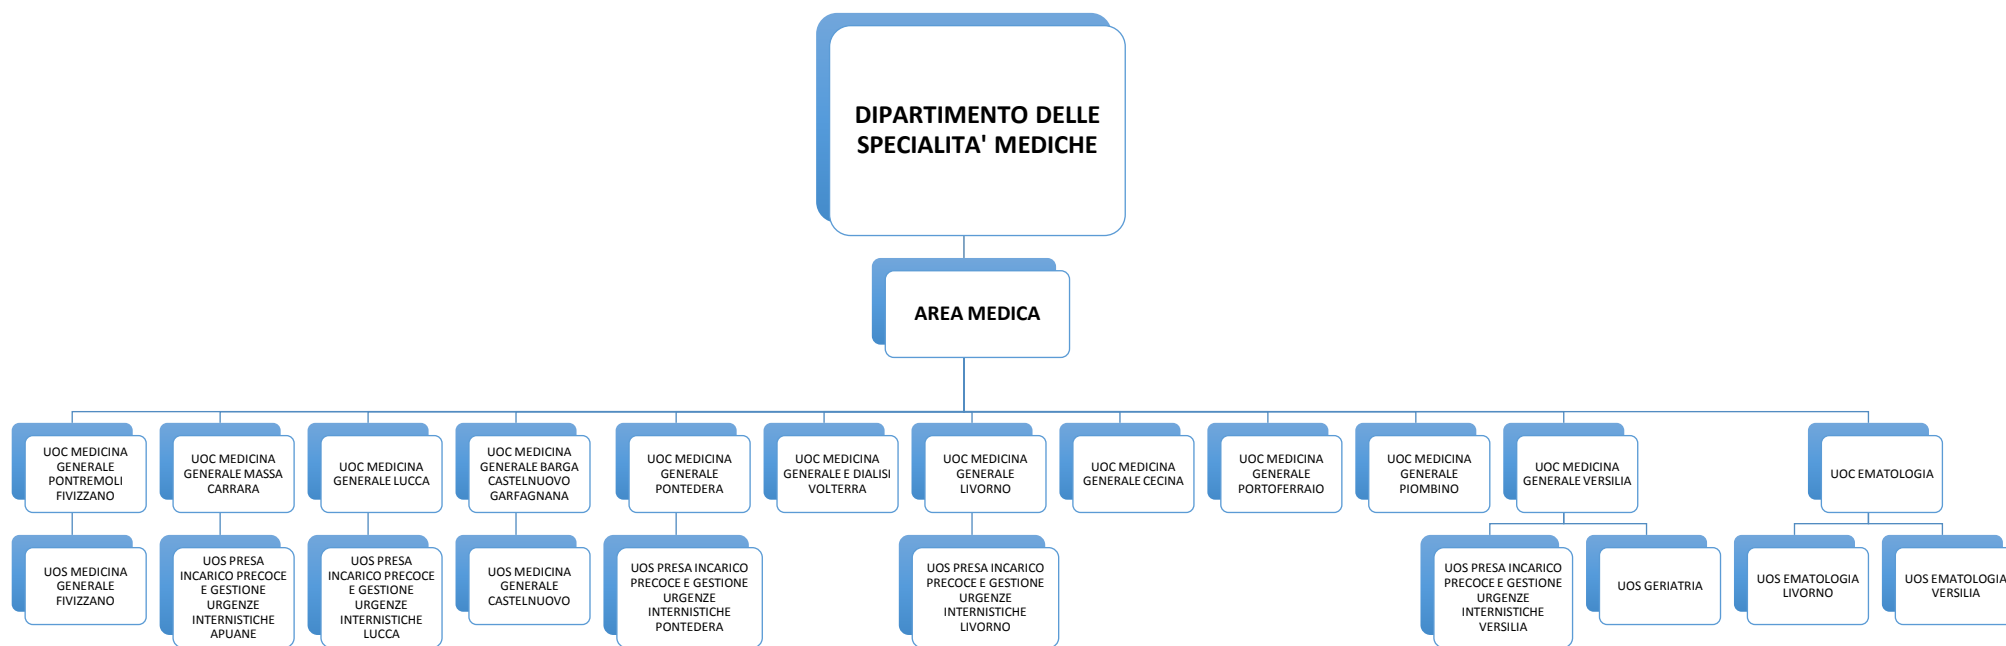 DIPARTIMENTO DELLE
SPECIALITA' MEDICHE
AREA MEDICA
UOC MEDICINA
GENERALE
PONTREMOLI
FIVIZZANO
UOC MEDICINA
GENERALE MASSA
CARRARA
UOC MEDICINA
GENERALE LUCCA
UOC MEDICINA
GENERALE BARGA
CASTELNUOVO
GARFAGNANA
UOC MEDICINA
GENERALE
PONTEDERA
UOC MEDICINA
GENERALE E DIALISI
VOLTERRA
UOC MEDICINA
GENERALE
LIVORNO
UOC MEDICINA
GENERALE CECINA
UOC MEDICINA
GENERALE
PORTOFERRAIO
UOC MEDICINA
GENERALE
PIOMBINO
UOC MEDICINA
GENERALE VERSILIA
UOC EMATOLOGIA
UOS MEDICINA
GENERALE
FIVIZZANO
UOS PRESA
INCARICO PRECOCE
E GESTIONE
URGENZE
INTERNISTICHE
APUANE
UOS PRESA
INCARICO PRECOCE
E GESTIONE
URGENZE
INTERNISTICHE
LUCCA
UOS MEDICINA
GENERALE
CASTELNUOVO
UOS PRESA INCARICO
PRECOCE E GESTIONE
URGENZE
INTERNISTICHE
PONTEDERA
UOS PRESA INCARICO
PRECOCE E GESTIONE
URGENZE
INTERNISTICHE
LIVORNO
UOS PRESA INCARICO
PRECOCE E GESTIONE
URGENZE
INTERNISTICHE
VERSILIA
UOS GERIATRIA
UOS EMATOLOGIA
LIVORNO
UOS EMATOLOGIA
VERSILIA